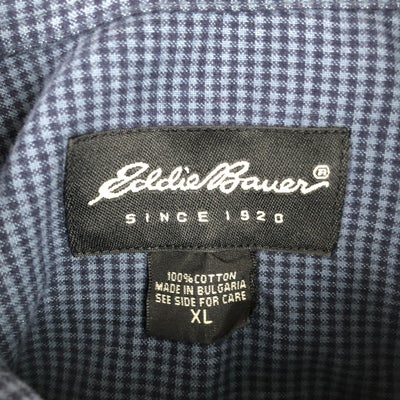 Eddie Bauer®
SINCE 1920
100% COTTON
MADE IN BULGARIA
SEE SIDE FOR CARE
XL